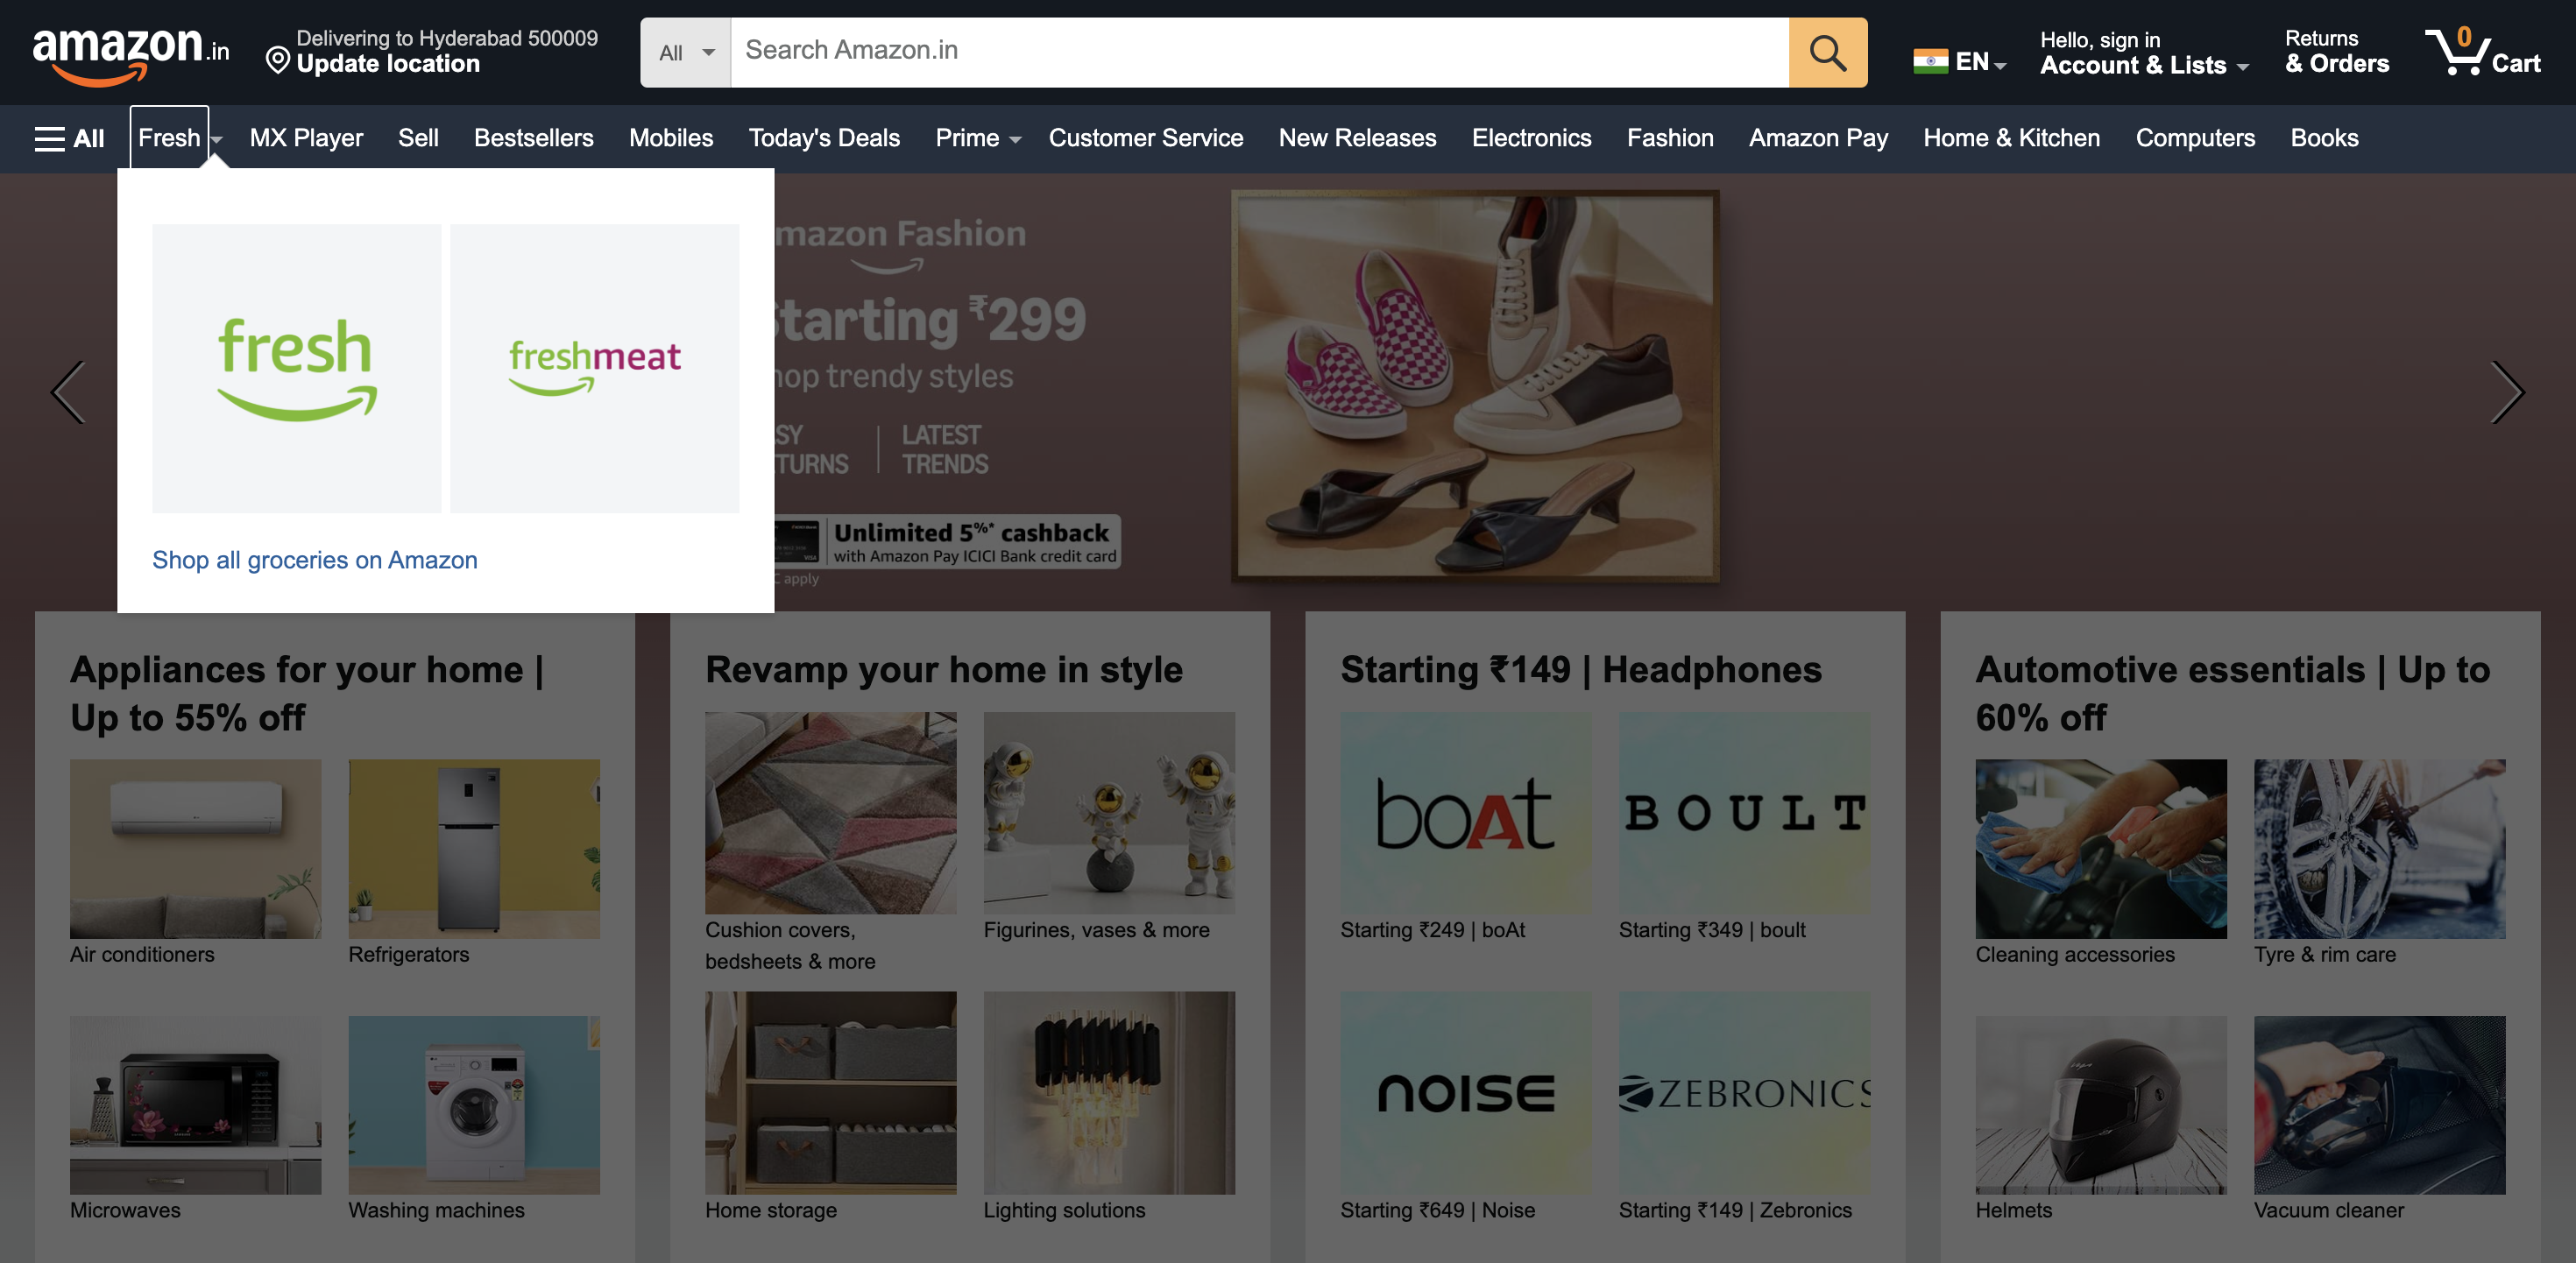 amazon.in
Delivering to Hyderabad 500009
Update location
All
Search Amazon.in
EN
Hello, sign in
Account & Lists
Returns
& Orders
0
Cart
All
Fresh
MX Player
Sell
Bestsellers
Mobiles
Today's Deals
Prime
Customer Service
New Releases
Electronics
Fashion
Amazon Pay
Home & Kitchen
Computers
Books
fresh
freshmeat
Shop all groceries on Amazon
mazon Fashion
tarting ₹299
hop trendy styles
SY
TURNS
LATEST
TRENDS
VISA
Unlimited 5%* cashback
with Amazon Pay ICICI Bank credit card
C apply
Appliances for your home |
Up to 55% off
Air conditioners
Refrigerators
Microwaves
Washing machines
Revamp your home in style
Cushion covers,
bedsheets & more
Figurines, vases & more
Home storage
Lighting solutions
Starting ₹149 | Headphones
boAt
BOULT
Starting ₹249 | boAt
Starting ₹349 | boult
NOISE
ZEBRONICS
Starting ₹649 | Noise
Starting ₹149 | Zebronics
Automotive essentials | Up to
60% off
Cleaning accessories
Tyre & rim care
Helmets
Vacuum cleaner